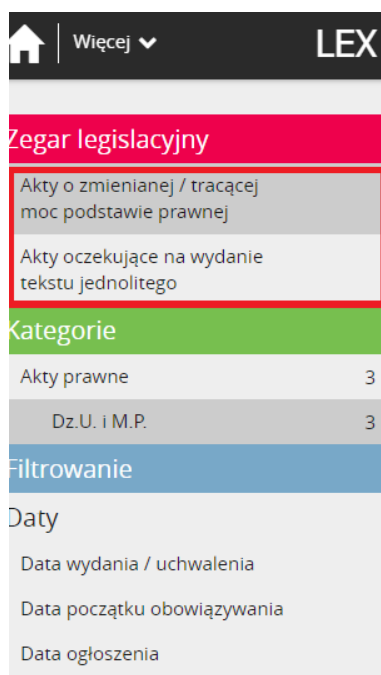 Więcej LEX
Zegar legislacyjny
Akty o zmienianej / tracącej
moc podstawie prawnej
Akty oczekujące na wydanie
tekstu jednolitego
Kategorie
Akty prawne 3
Dz.U. i M.P. 3
Filtrowanie
Daty
Data wydania / uchwalenia
Data początku obowiązywania
Data ogłoszenia